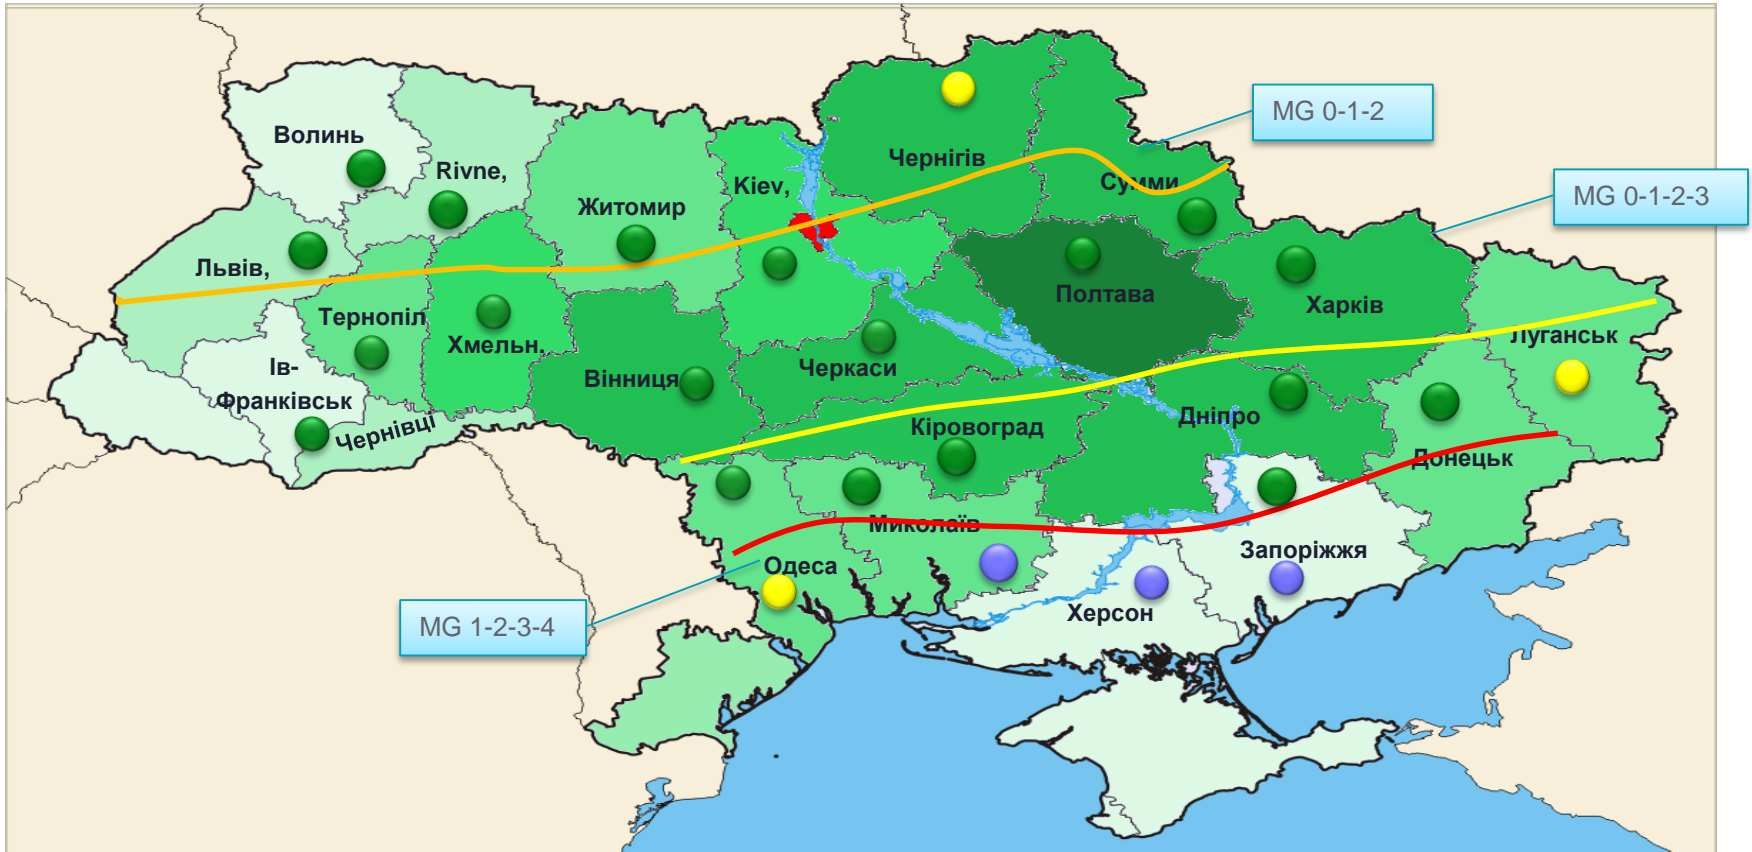 MG 0-1-2
Волинь
Чернігів
Rivne,
Kiev,
Сумми
MG 0-1-2-3
Житомир
Львів,
Полтава
Харків
Тернопіл
Хмельн.
Луганськ
Ів-
Франківськ
Вінниця
Черкаси
Чернівці
Кіровоград
Дніпро
Донецьк
Миколаїв
Запоріжжя
Одеса
Херсон
MG 1-2-3-4